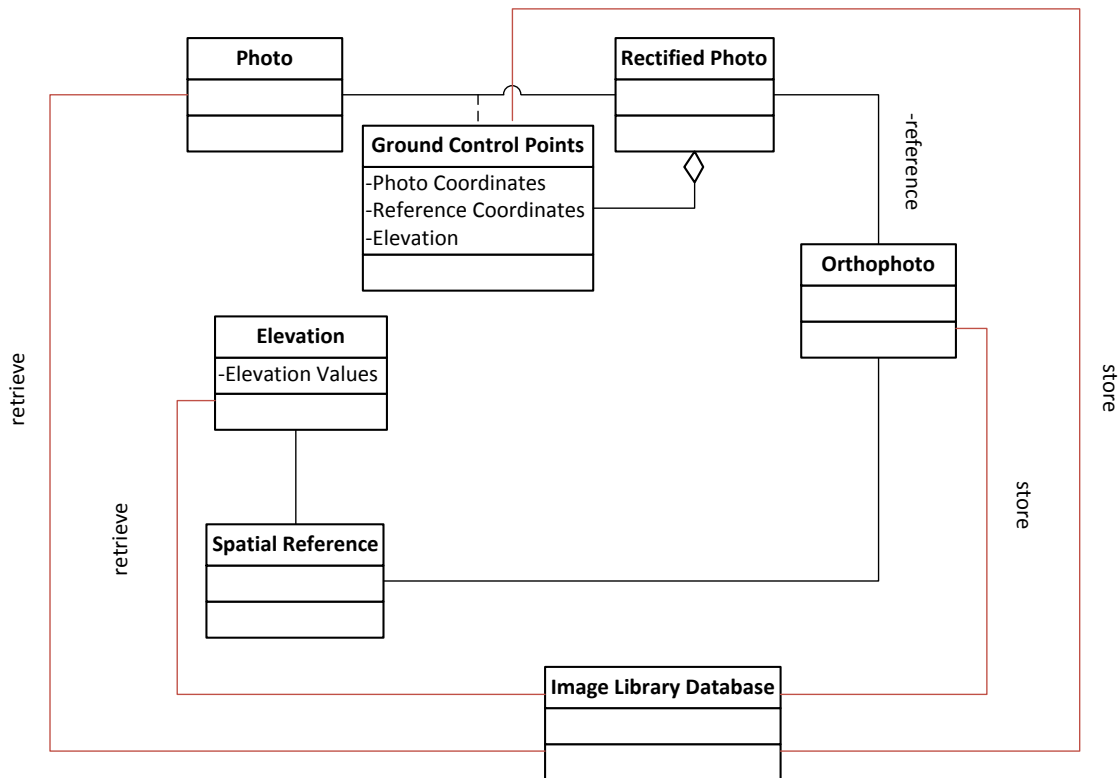 Photo
Rectified Photo
Ground Control Points
-Photo Coordinates
-Reference Coordinates
-Elevation
-reference
Orthophoto
Elevation
-Elevation Values
retrieve
store
retrieve
store
Spatial Reference
Image Library Database